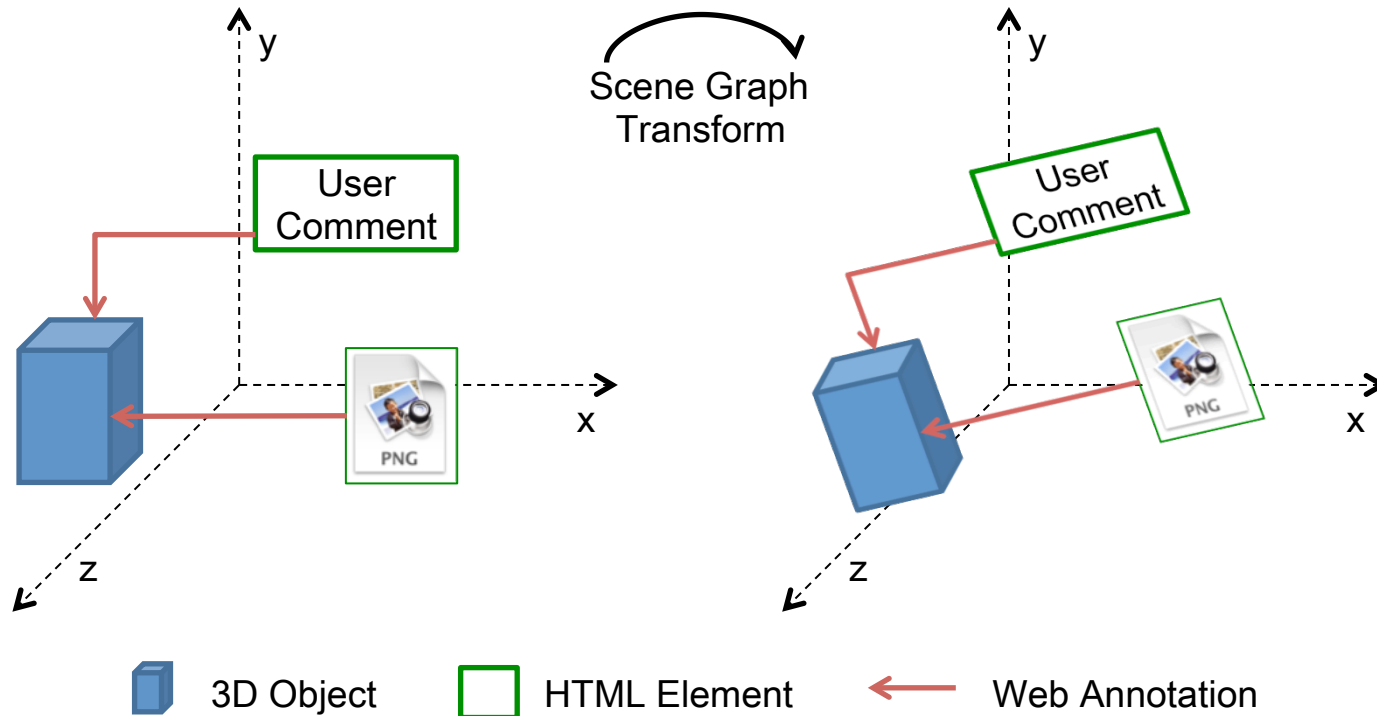 y
Scene Graph
Transform
User
Comment
PNG
x
z
y
User
Comment
PNG
x
z
3D Object
HTML Element
Web Annotation